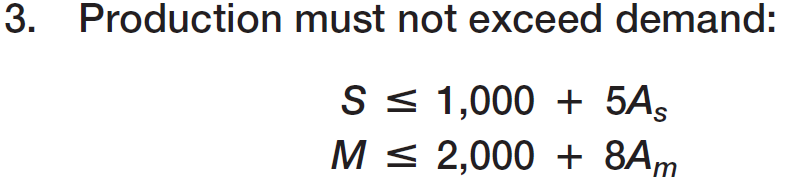 3. Production must not exceed demand:
S ≤ 1,000 + 5Aₛ
M ≤ 2,000 + 8Aₘ